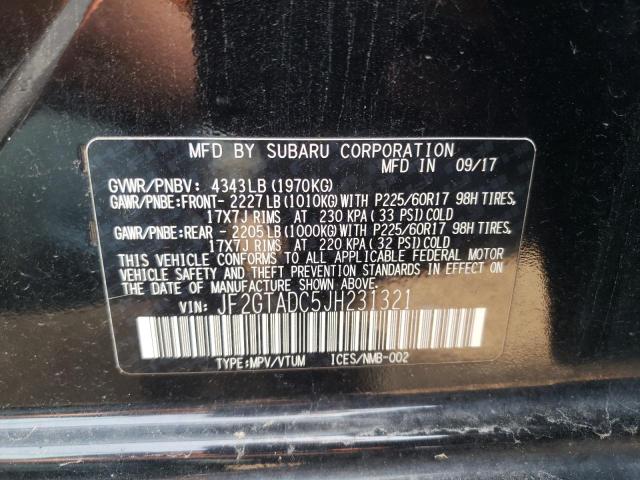 MFD BY SUBARU CORPORATION
MFD IN 09/17
GVWR/PNBV: 4343LB (1970KG)
GAWR/PNBE:FRONT- 2227LB (1010KG) WITH P225/60R17 98H TIRES,
17X7J RIMS AT 230 KPA (33 PSI) COLD
GAWR/PNBE:REAR - 2205LB (1000KG) WITH P225/60R17 98H TIRES,
17X7J RIMS AT 220 KPA (32 PSI) COLD
THIS VEHICLE CONFORMS TO ALL APPLICABLE FEDERAL MOTOR
VEHICLE SAFETY AND THEFT PREVENTION STANDARDS IN EFFECT ON
THE DATE OF MANUFACTURE SHOWN ABOVE.
VIN: JF2GTADC5JH231321
TYPE:MPV/VTUM ICES/NMB-002